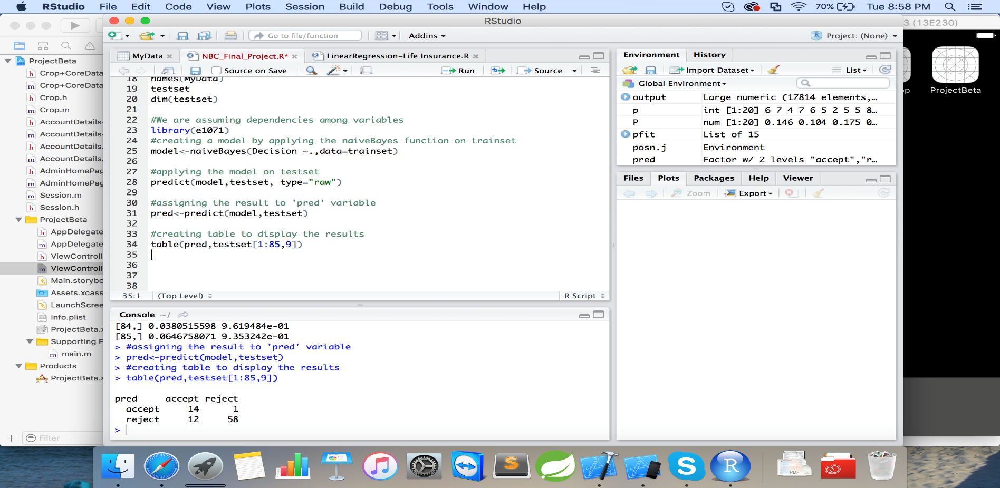 RStudio File Edit Code View Plots Session Build Debug Tools Window Help 70% Tue 8:58 PM
RStudio
3 (13E230)
Go to file/function Addins Project: (None)
MyData NBC_Final_Project.R* LinearRegression-Life Insurance.R
Source on Save Run Source
18 names(MyData)
19 testset
20 dim(testset)
21
22 #We are assuming dependencies among variables
23 library(e1071)
24 #creating a model by applying the naiveBayes function on trainset
25 model<-naiveBayes(Decision ~.,data=trainset)
26
27 #applying the model on testset
28 predict(model,testset, type="raw")
29
30 #assigning the result to 'pred' variable
31 pred<-predict(model,testset)
32
33 #creating table to display the results
34 table(pred,testset[1:85,9])
35
36
37
38
35:1 (Top Level) R Script
Console ~/
[84,] 0.0380515598 9.619484e-01
[85,] 0.0646758071 9.353242e-01
> #assigning the result to 'pred' variable
> pred<-predict(model,testset)
> #creating table to display the results
> table(pred,testset[1:85,9])
pred accept reject
accept 14 1
reject 12 58
>
Environment History
Import Dataset List
Global Environment
output Large numeric (17814 elements,…
p int [1:20] 6 7 4 7 6 5 2 5 5 8…
P num [1:20] 0.146 0.104 0.175 0…
pfit List of 15
posn.j Environment
pred Factor w/ 2 levels "accept","r…
Files Plots Packages Help Viewer
Zoom Export
ProjectBeta
h Crop+CoreData
m Crop+CoreData
h Crop.h
m Crop.m
h AccountDetails-
m AccountDetails-
h AccountDetails.
m AccountDetails.
h AdminHomePag
m AdminHomePag
m Session.m
h Session.h
ProjectBeta
h AppDelegate
m AppDelegate
h ViewControll
m ViewControll
Main.storybo
Assets.xcass
LaunchScree
Info.plist
ProjectBeta.x
Supporting F
m main.m
Products
ProjectBeta.a
Filter
op ProjectBeta
S S R PDF